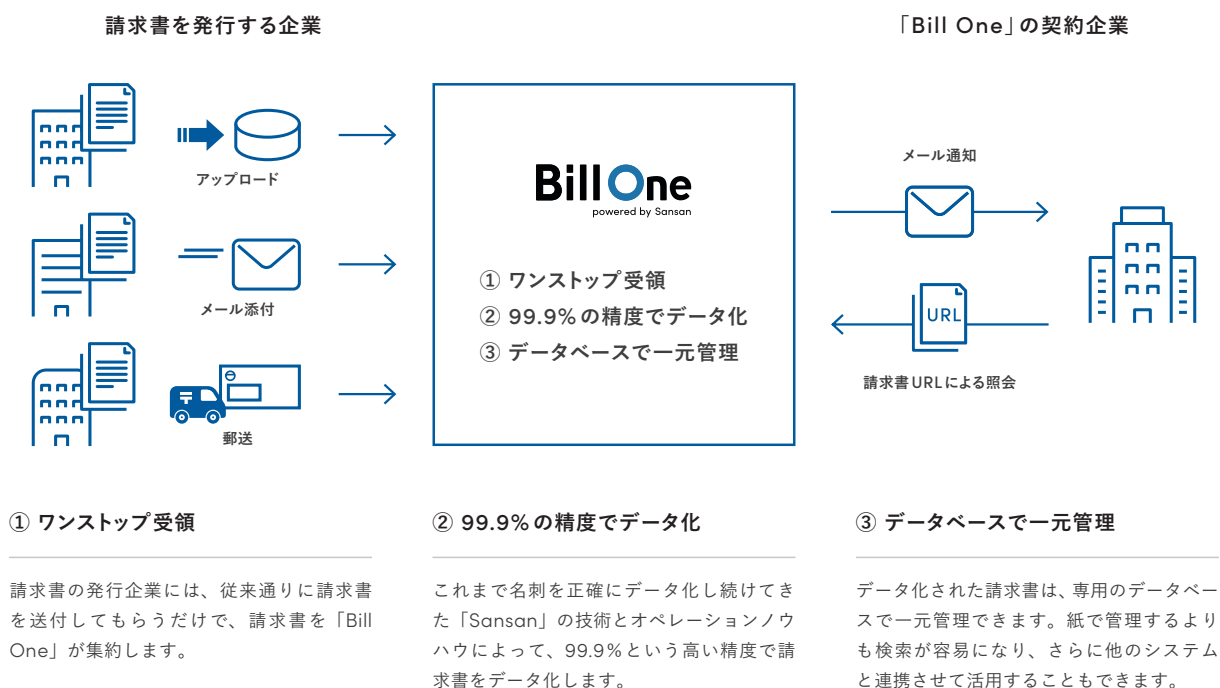 請求書を発行する企業
「Bill One」の契約企業
アップロード
メール添付
郵送
Bill One
powered by Sansan
① ワンストップ受領
② 99.9%の精度でデータ化
③ データベースで一元管理
メール通知
URL
請求書URLによる照会
① ワンストップ受領
請求書の発行企業には、従来通りに請求書
を送付してもらうだけで、請求書を「Bill
One」が集約します。
② 99.9%の精度でデータ化
これまで名刺を正確にデータ化し続けてき
た「Sansan」の技術とオペレーションノウ
ハウによって、99.9%という高い精度で請
求書をデータ化します。
③ データベースで一元管理
データ化された請求書は、専用のデータベー
スで一元管理できます。紙で管理するより
も検索が容易になり、さらに他のシステム
と連携させて活用することもできます。